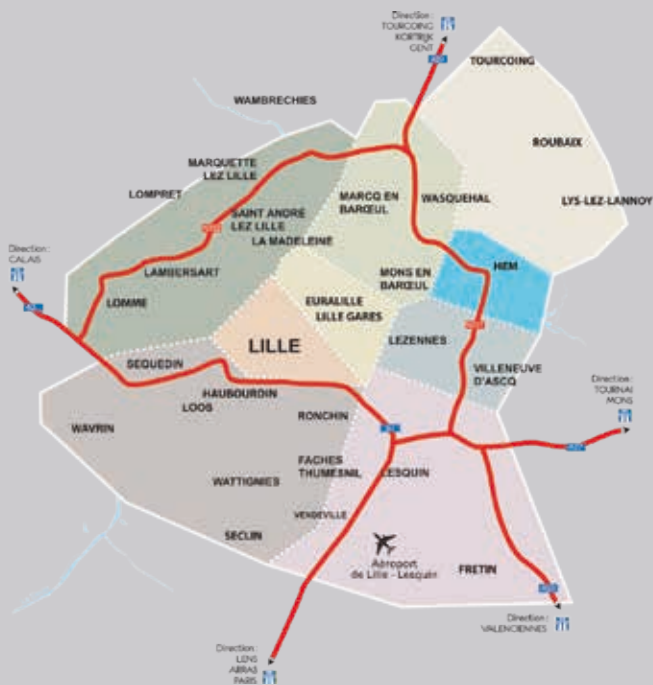 Direction :
TOURCOING
KORTRIJK
GENT
TOURCOING
WAMBRECHIES
ROUBAIX
MARQUETTE
LEZ LILLE
LOMPRET
MARCQ EN
BARŒUL
WASQUEHAL
LYS-LEZ-LANNOY
SAINT ANDRÉ
LEZ LILLE
LA MADELEINE
Direction :
CALAIS
LAMBERSART
MONS EN
BARŒUL
HEM
LOMME
EURALILLE
LILLE GARES
LILLE
LEZENNES
SEQUEDIN
VILLENEUVE
D'ASCQ
HAUBOURDIN
LOOS
Direction :
TOURNAI
MONS
RONCHIN
WAVRIN
FACHES
THUMESNIL
LESQUIN
WATTIGNIES
VENDEVILLE
SECLIN
Aéroport
de Lille - Lesquin
FRETIN
Direction :
VALENCIENNES
Direction :
LENS
ARRAS
PARIS